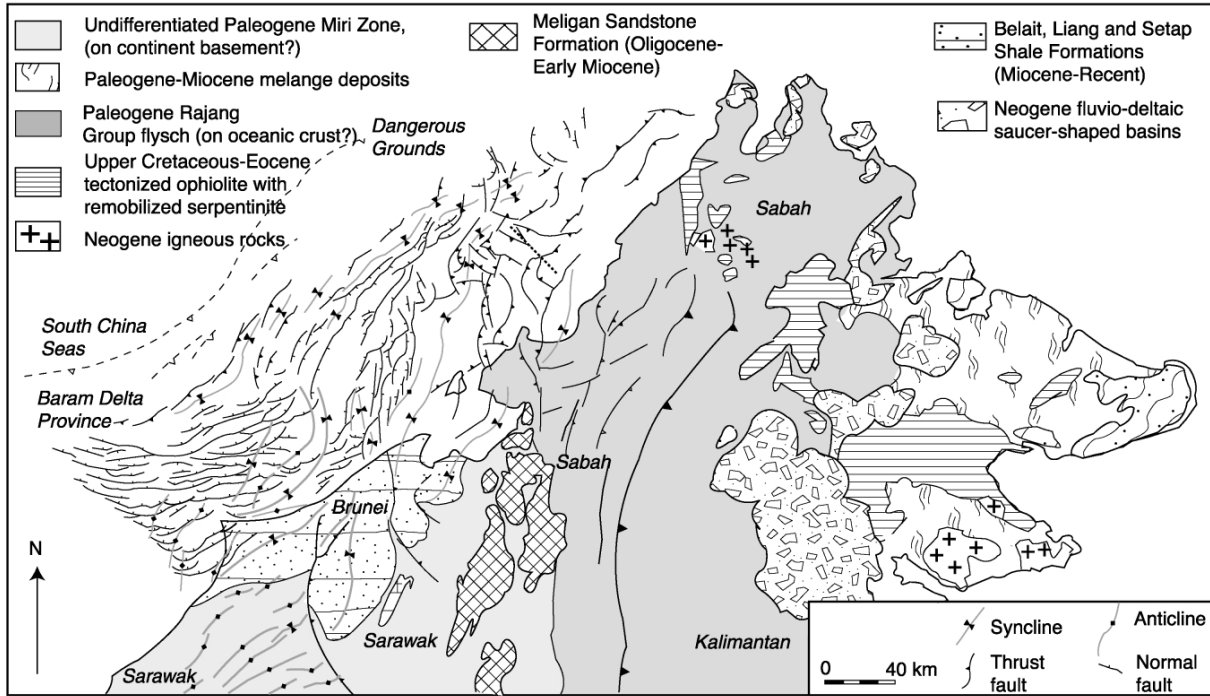 Undifferentiated Paleogene Miri Zone,
(on continent basement?)
Paleogene-Miocene melange deposits
Paleogene Rajang
Group flysch (on oceanic crust?)
Upper Cretaceous-Eocene
tectonized ophiolite with
remobilized serpentinite
Neogene igneous rocks
Meligan Sandstone
Formation (Oligocene-
Early Miocene)
Belait, Liang and Setap
Shale Formations
(Miocene-Recent)
Neogene fluvio-deltaic
saucer-shaped basins
Dangerous
Grounds
Sabah
South China
Seas
Baram Delta
Province
Sabah
Brunei
N
Sarawak
Kalimantan
Sarawak
0 40 km
Syncline
Anticline
Thrust
fault
Normal
fault